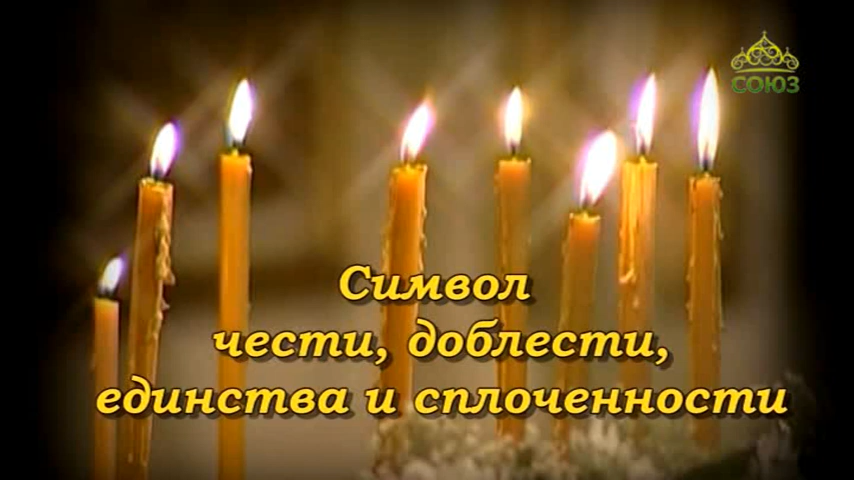 СОЮЗ
Символ
чести, доблести,
единства и сплоченности